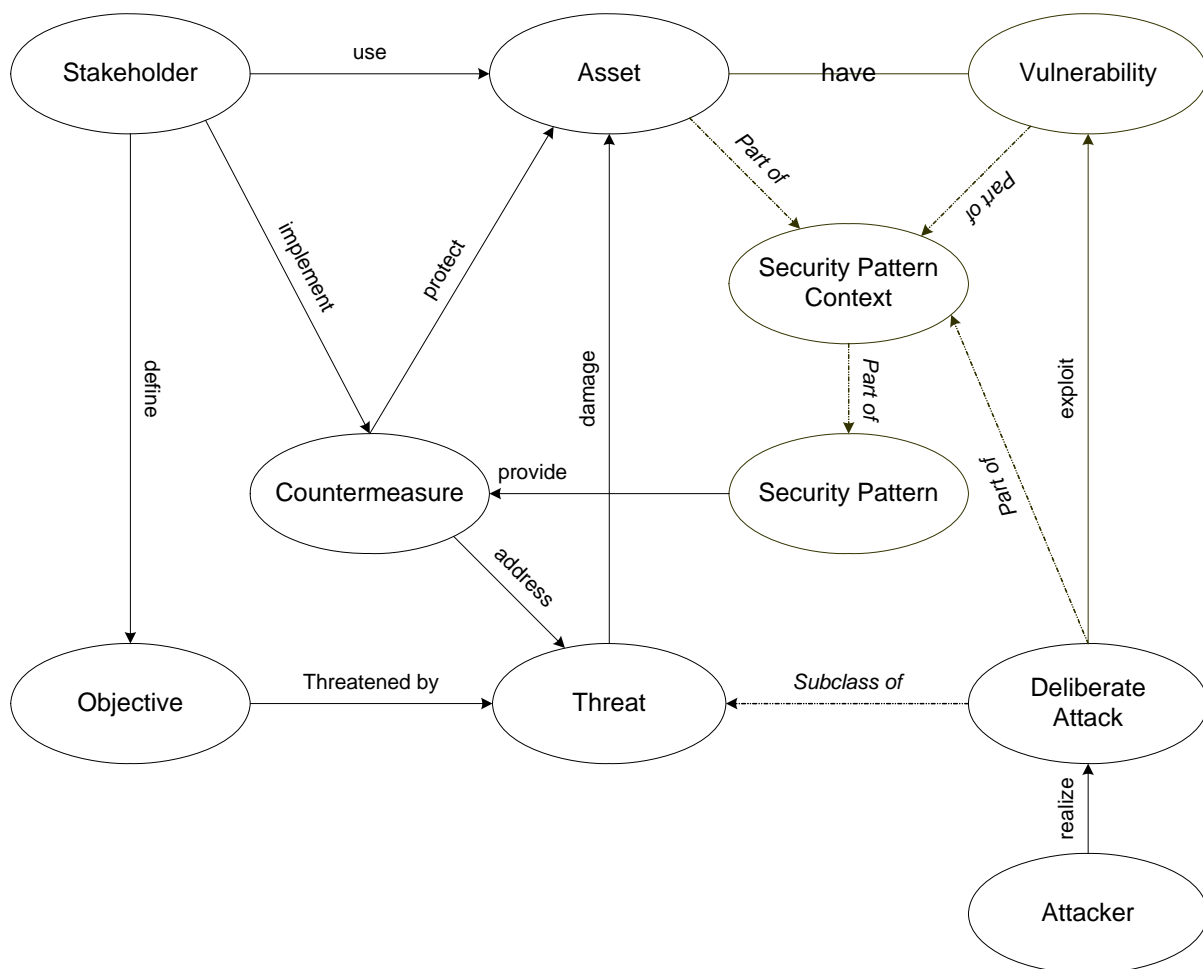 Stakeholder
use
Asset
have
Vulnerability
Part of
Part of
implement
protect
Security Pattern
Context
define
damage
Part of
exploit
Countermeasure
provide
Security Pattern
Part of
address
Objective
Threatened by
Threat
Subclass of
Deliberate
Attack
realize
Attacker